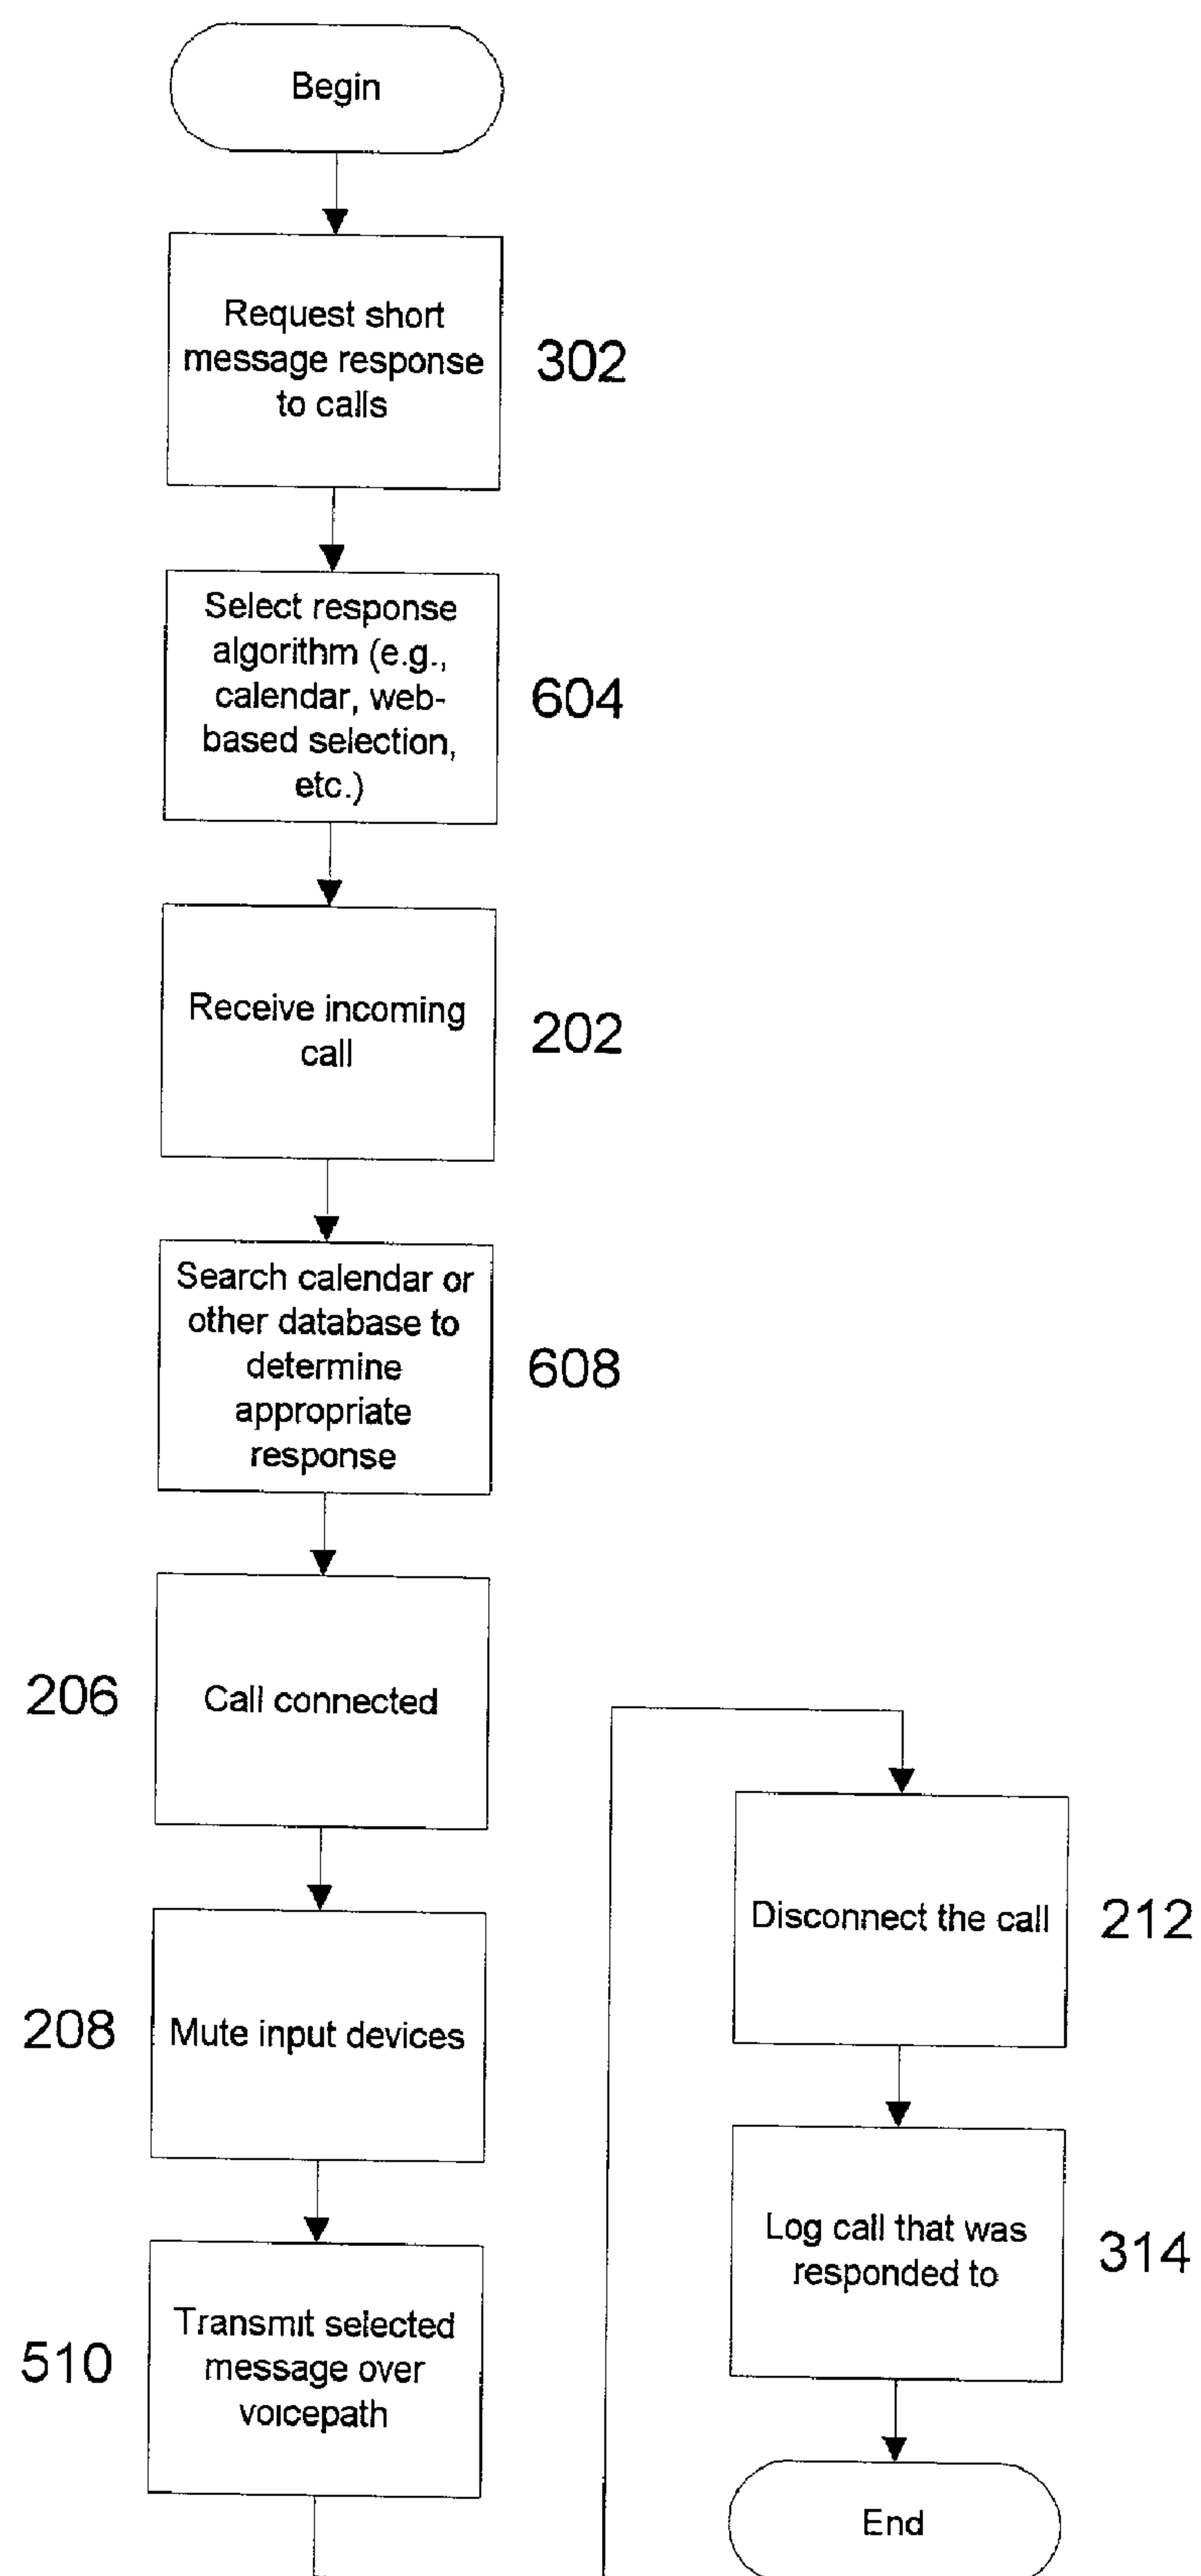 Begin
Request short
message response
to calls
302
Select response
algorithm (e.g.,
calendar, web-
based selection,
etc.)
604
Receive incoming
call
202
Search calendar or
other database to
determine
appropriate
response
608
206
Call connected
208
Mute input devices
510
Transmit selected
message over
voicepath
Disconnect the call
212
Log call that was
responded to
314
End